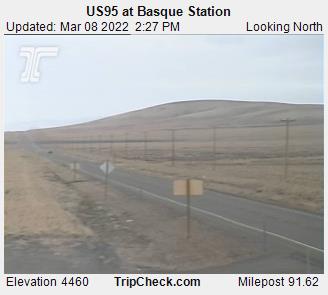 US95 at Basque Station
Updated: Mar 08 2022 2:27 PM Looking North
Elevation 4460 TripCheck.com Milepost 91.62